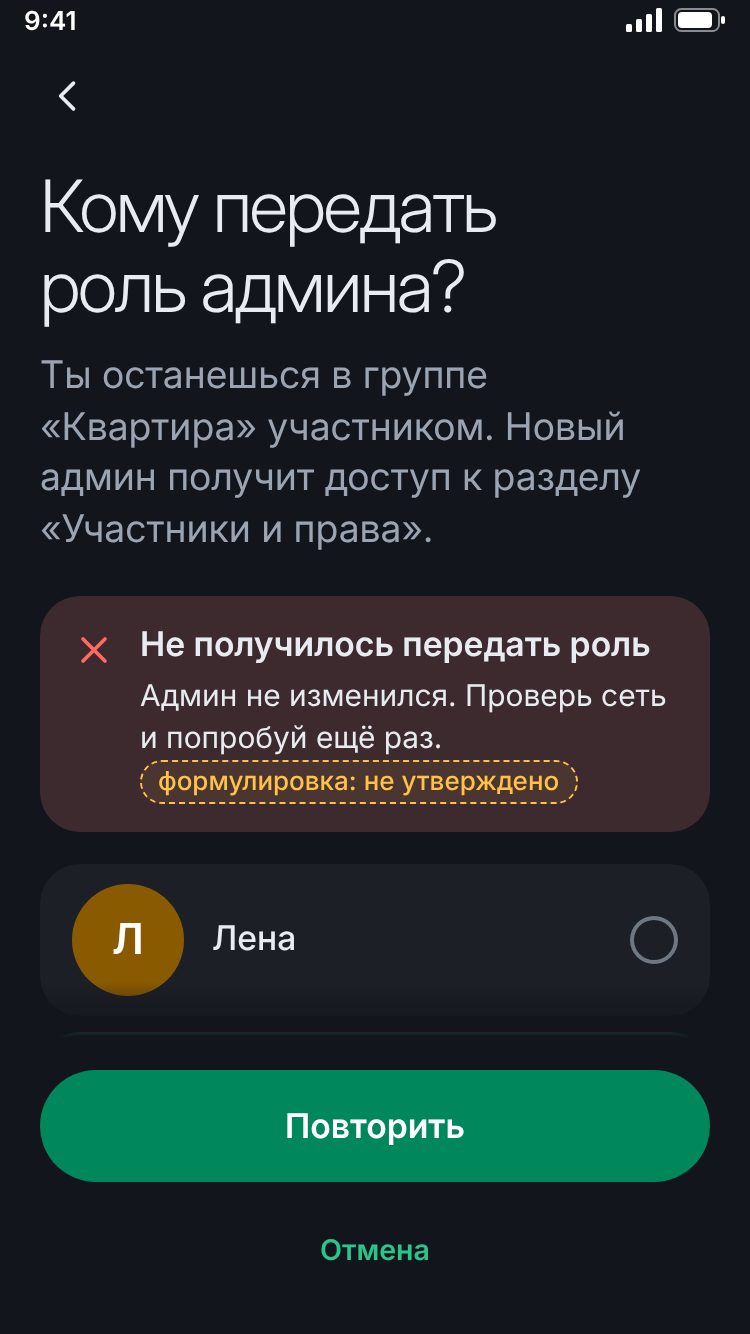 9:41
Кому передать
роль админа?
Ты останешься в группе
«Квартира» участником. Новый
админ получит доступ к разделу
«Участники и права».
Не получилось передать роль
Админ не изменился. Проверь сеть
и попробуй ещё раз.
формулировка: не утверждено
Л
Лена
Повторить
Отмена